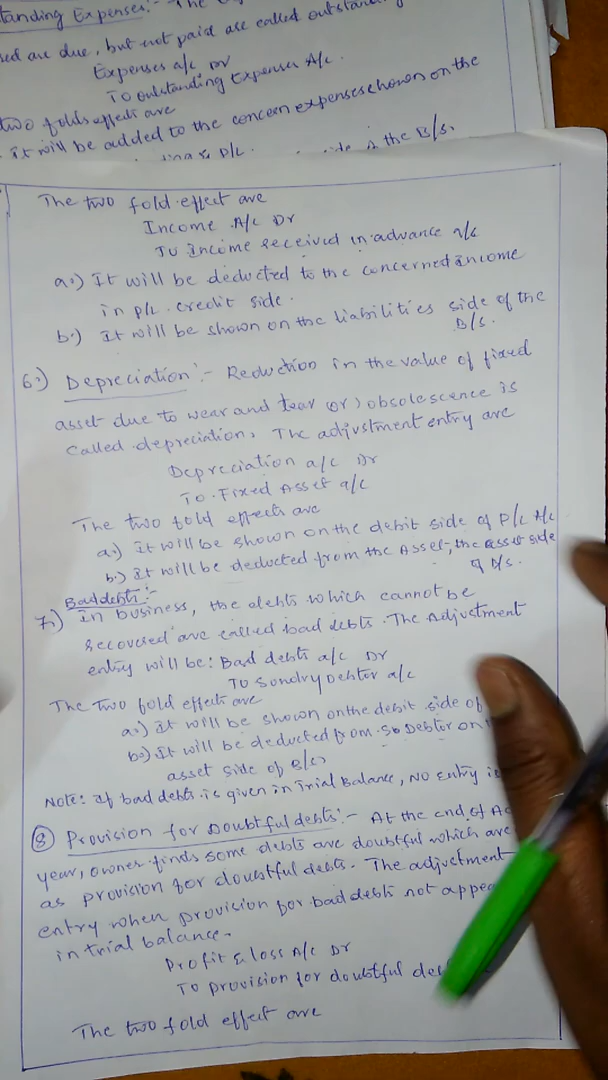 tanding Expenses:- The
sed are due, but not paid are called outstanding
Expenses a/c Dr
To outstanding Expenses A/c.
two folds effects are
it will be added to the concern expenses shown on the
P/L. side of the B/s.
The two fold effect are
Income A/c Dr
To Income received in advance a/c
a.) It will be deducted to the concerned income
in P/L credit side.
b.) It will be shown on the liabilities side of the
B/s.
6.) Depreciation:- Reduction in the value of fixed
asset due to wear and tear (or) obsolescence is
called depreciation. The adjustment entry are
Depreciation a/c Dr
To Fixed Asset a/c
The two fold effects are
a.) It will be shown on the debit side of P/L A/c
b.) It will be deducted from the Asset, the asset side
of B/s.
Bad debts:-
7.) In business, the debts which cannot be
recovered are called bad debts. The Adjustment
entry will be: Bad debts a/c Dr
To Sondry Debtor a/c
The Two fold effect are
a.) It will be shown on the debit side of
b.) It will be deducted from Debtor on
asset side of B/s
Note: If bad debts is given in Trial Balance, NO Entry is
8 Provision for Doubtful debts:- At the end of Ac
year, owner finds some debts are doubtful which are
as provision for doubtful debts. The adjustment
entry when provision for bad debts not appea
in trial balance.
Profit & loss A/c Dr
To provision for doubtful deb
The two fold effect are